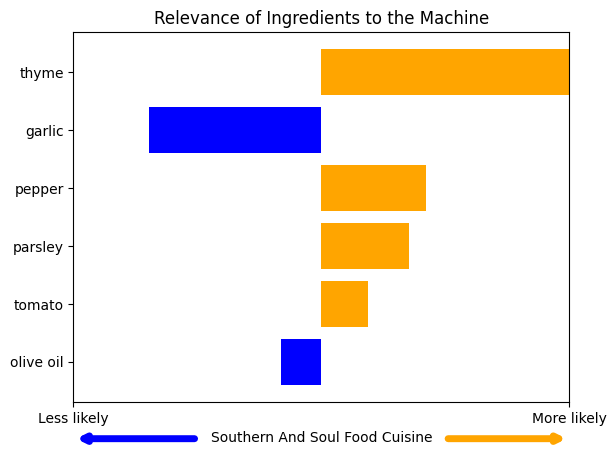 Relevance of Ingredients to the Machine
thyme
garlic
pepper
parsley
tomato
olive oil
Less likely More likely
Southern And Soul Food Cuisine